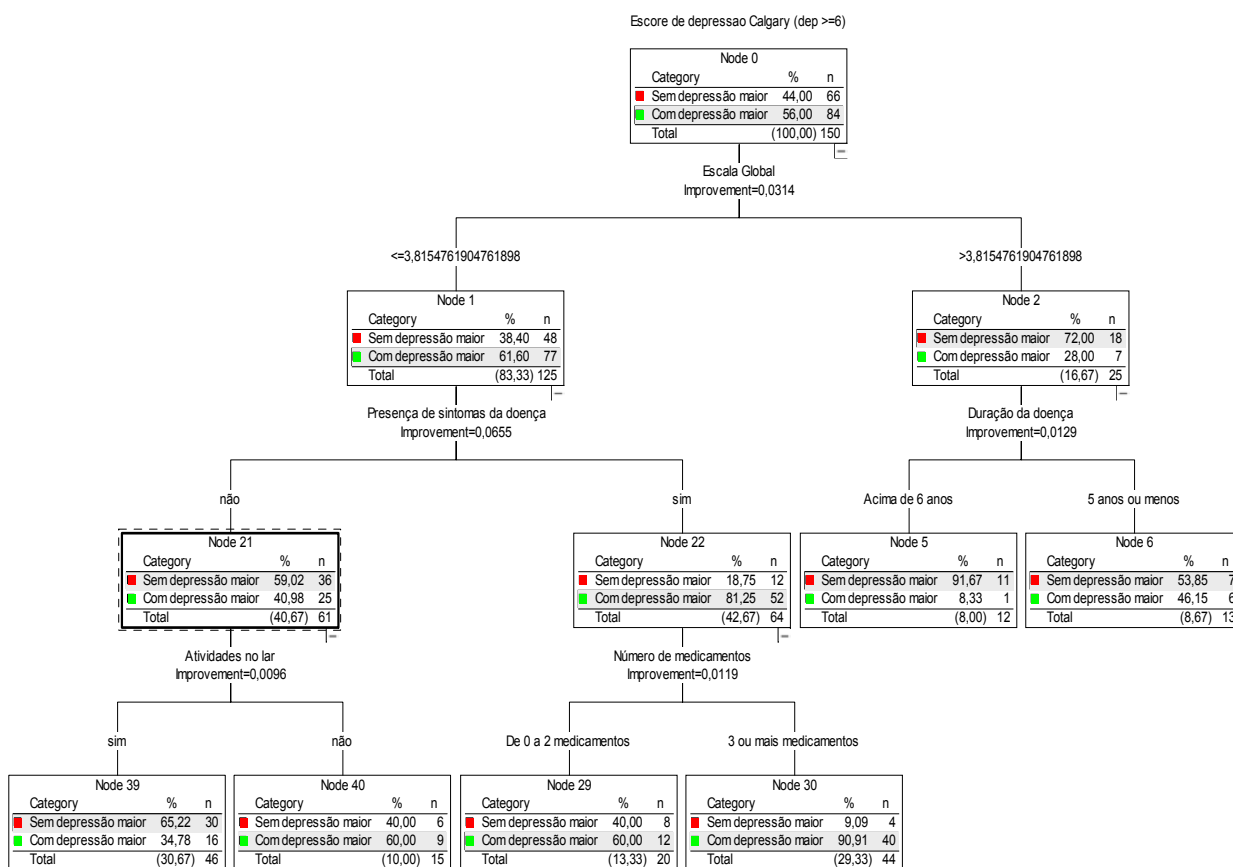 Escore de depressao Calgary (dep >=6)
Node 0
Category % n
Sem depressão maior 44,00 66
Com depressão maior 56,00 84
Total (100,00) 150
Escala Global
Improvement=0,0314
<=3,8154761904761898
>3,8154761904761898
Node 1
Category % n
Sem depressão maior 38,40 48
Com depressão maior 61,60 77
Total (83,33) 125
Node 2
Category % n
Sem depressão maior 72,00 18
Com depressão maior 28,00 7
Total (16,67) 25
Presença de sintomas da doença
Improvement=0,0655
Duração da doença
Improvement=0,0129
não
sim
Acima de 6 anos
5 anos ou menos
Node 21
Category % n
Sem depressão maior 59,02 36
Com depressão maior 40,98 25
Total (40,67) 61
Node 22
Category % n
Sem depressão maior 18,75 12
Com depressão maior 81,25 52
Total (42,67) 64
Node 5
Category % n
Sem depressão maior 91,67 11
Com depressão maior 8,33 1
Total (8,00) 12
Node 6
Category % n
Sem depressão maior 53,85 7
Com depressão maior 46,15 6
Total (8,67) 13
Atividades no lar
Improvement=0,0096
Número de medicamentos
Improvement=0,0119
sim
não
De 0 a 2 medicamentos
3 ou mais medicamentos
Node 39
Category % n
Sem depressão maior 65,22 30
Com depressão maior 34,78 16
Total (30,67) 46
Node 40
Category % n
Sem depressão maior 40,00 6
Com depressão maior 60,00 9
Total (10,00) 15
Node 29
Category % n
Sem depressão maior 40,00 8
Com depressão maior 60,00 12
Total (13,33) 20
Node 30
Category % n
Sem depressão maior 9,09 4
Com depressão maior 90,91 40
Total (29,33) 44